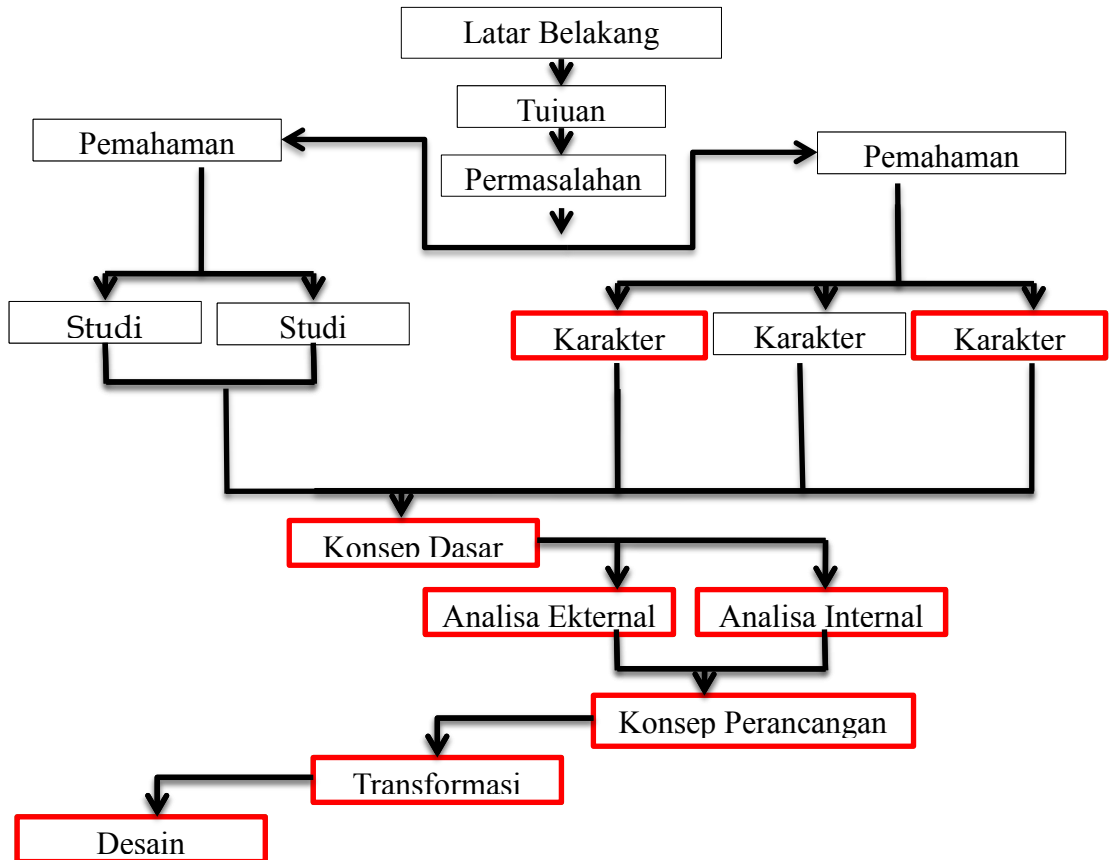 Latar Belakang
Tujuan
Permasalahan
Pemahaman
Pemahaman
Studi
Studi
Karakter
Karakter
Karakter
Konsep Dasar
Analisa Ekternal
Analisa Internal
Konsep Perancangan
Transformasi
Desain